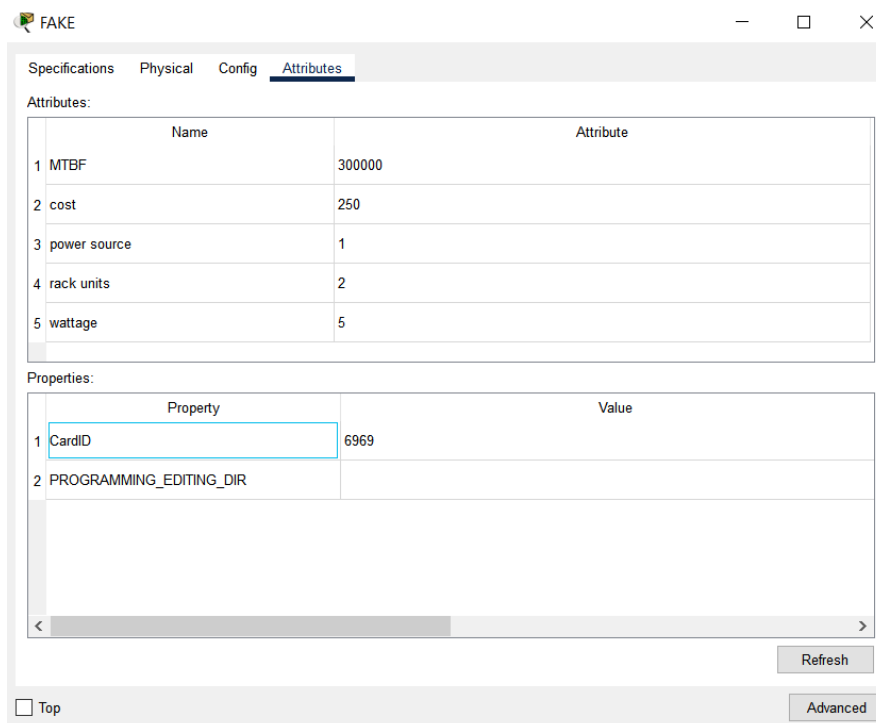 FAKE
Specifications Physical Config Attributes
Attributes:
Name Attribute
1 MTBF 300000
2 cost 250
3 power source 1
4 rack units 2
5 wattage 5
Properties:
Property Value
1 CardID 6969
2 PROGRAMMING_EDITING_DIR
Refresh
Top Advanced